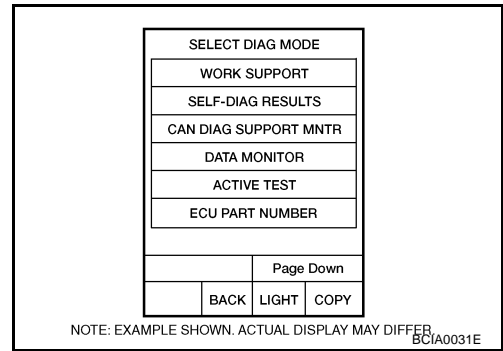 SELECT DIAG MODE
WORK SUPPORT
SELF-DIAG RESULTS
CAN DIAG SUPPORT MNTR
DATA MONITOR
ACTIVE TEST
ECU PART NUMBER
Page Down
BACK LIGHT COPY
NOTE: EXAMPLE SHOWN. ACTUAL DISPLAY MAY DIFFER.
BCIA0031E